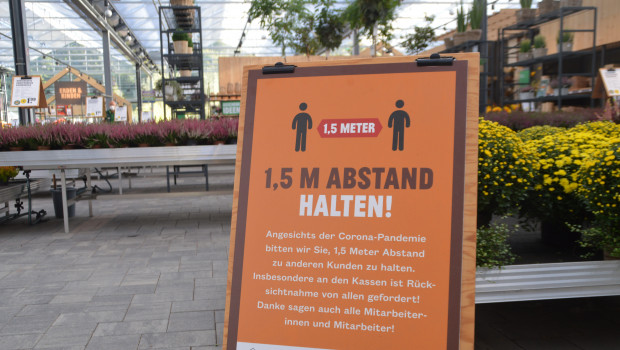 ERDEN &
RINDEN
1,5 METER
1,5 M ABSTAND
HALTEN!
Angesichts der Corona-Pandemie
bitten wir Sie, 1,5 Meter Abstand
zu anderen Kunden zu halten.
Insbesondere an den Kassen ist Rück-
sichtnahme von allen gefordert!
Danke sagen auch alle Mitarbeiter-
innen und Mitarbeiter!